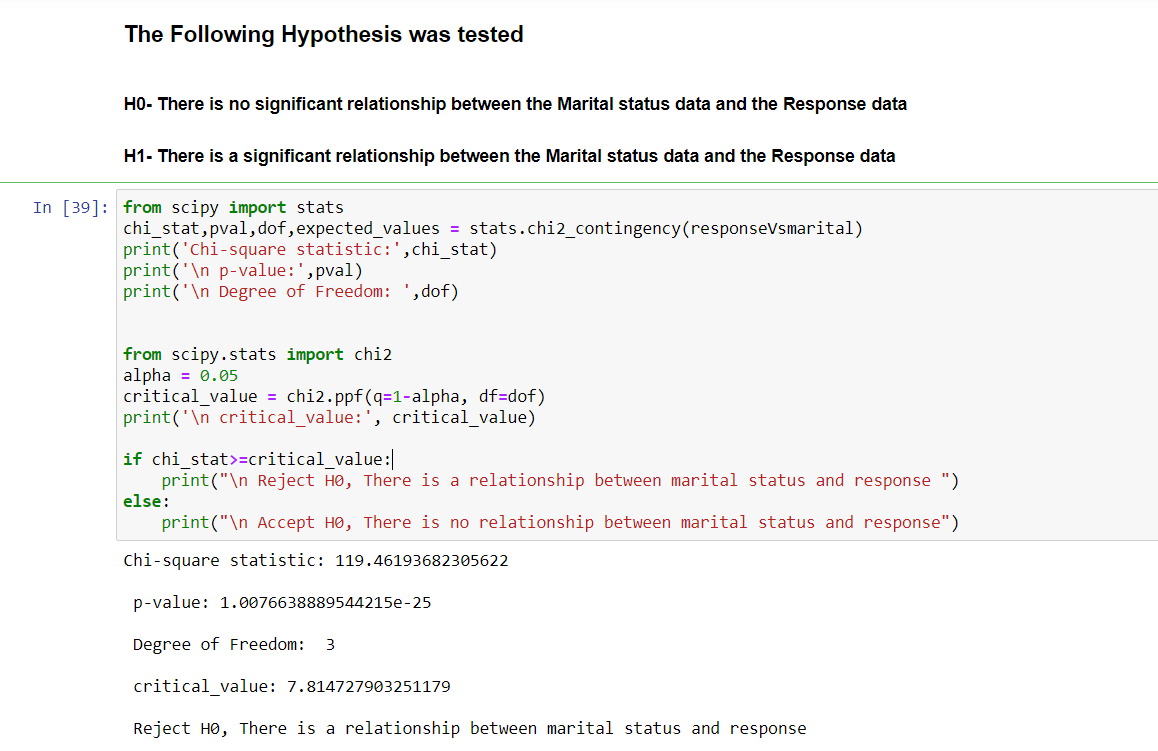 The Following Hypothesis was tested
H0- There is no significant relationship between the Marital status data and the Response data
H1- There is a significant relationship between the Marital status data and the Response data
In [39]: from scipy import stats
chi_stat,pval,dof,expected_values = stats.chi2_contingency(responseVsmarital)
print('Chi-square statistic:',chi_stat)
print('\n p-value:',pval)
print('\n Degree of Freedom: ',dof)
from scipy.stats import chi2
alpha = 0.05
critical_value = chi2.ppf(q=1-alpha, df=dof)
print('\n critical_value:', critical_value)
if chi_stat>=critical_value:
    print("\n Reject H0, There is a relationship between marital status and response ")
else:
    print("\n Accept H0, There is no relationship between marital status and response")
Chi-square statistic: 119.46193682305622
p-value: 1.0076638889544215e-25
Degree of Freedom:  3
critical_value: 7.814727903251179
Reject H0, There is a relationship between marital status and response